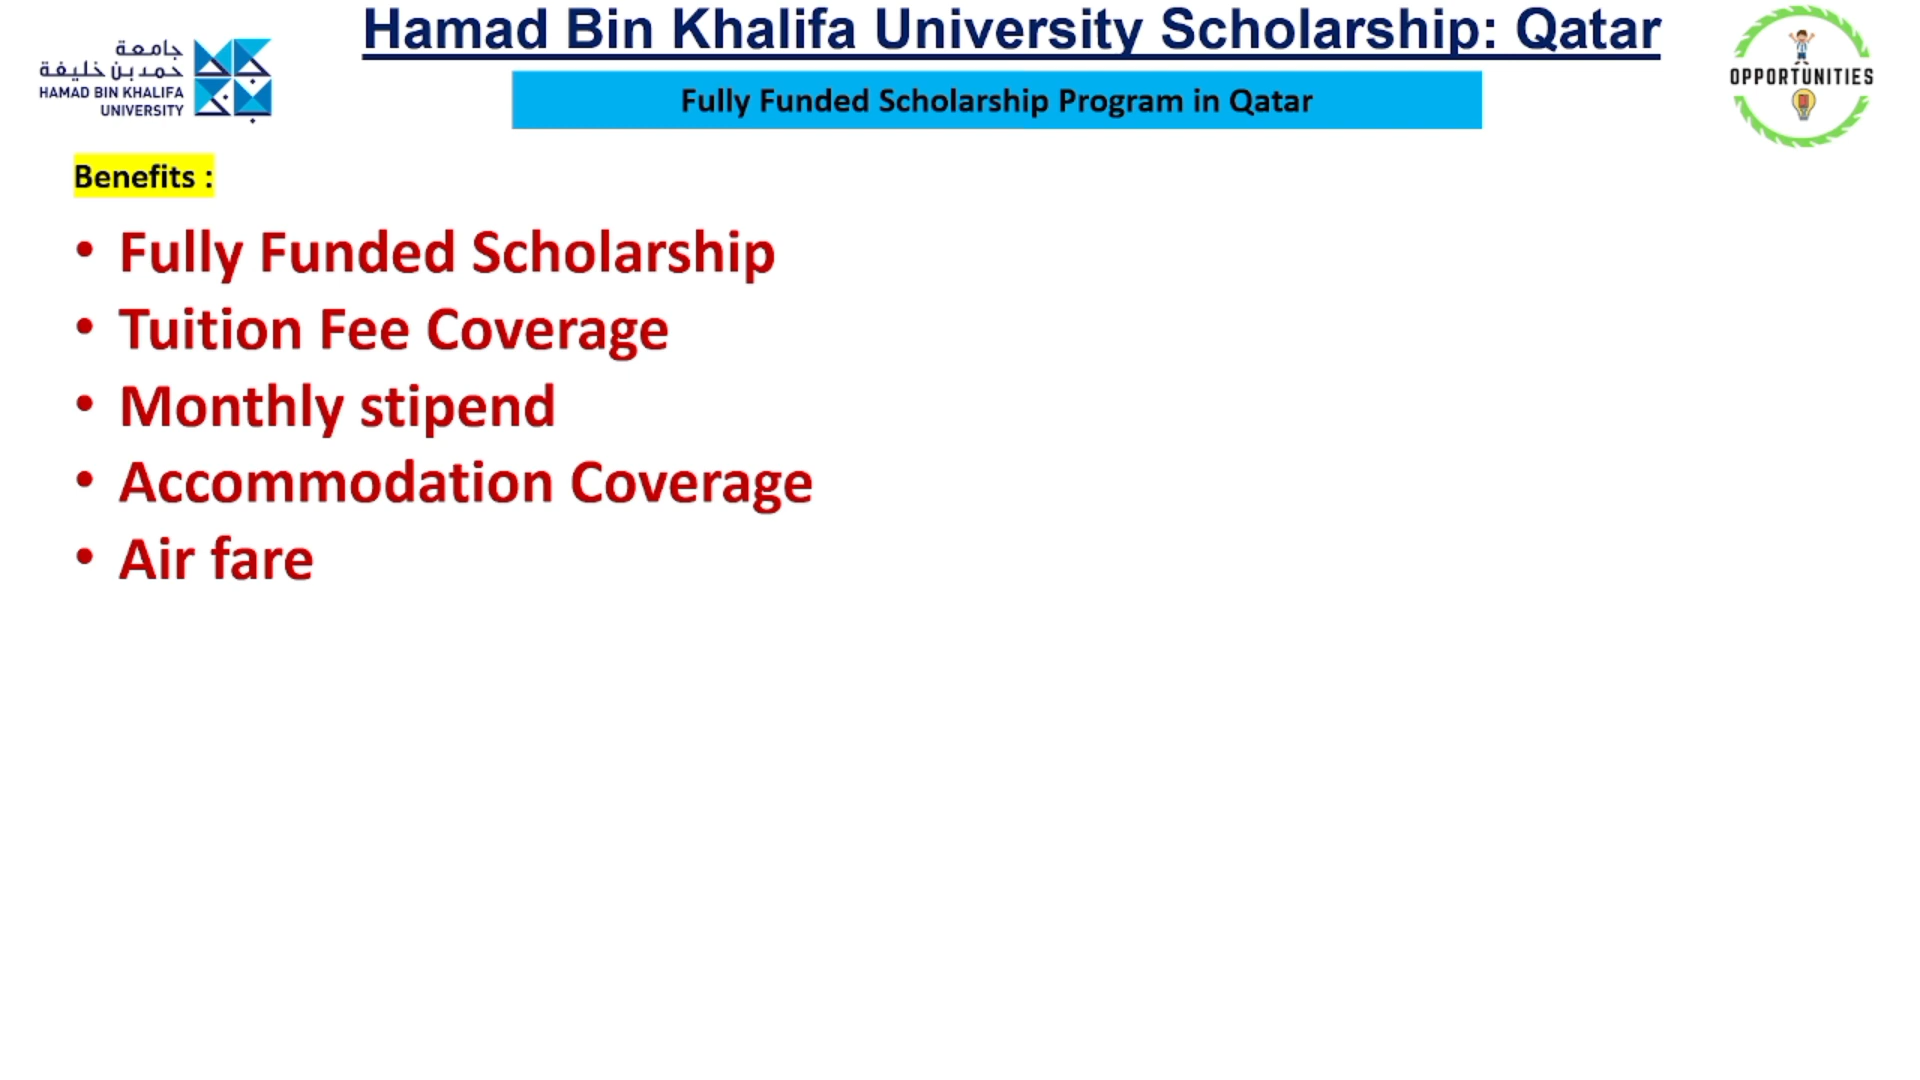 Hamad Bin Khalifa University Scholarship: Qatar
جامعة
حمد بن خليفة
HAMAD BIN KHALIFA
UNIVERSITY
Fully Funded Scholarship Program in Qatar
OPPORTUNITIES
Benefits :
• Fully Funded Scholarship
• Tuition Fee Coverage
• Monthly stipend
• Accommodation Coverage
• Air fare